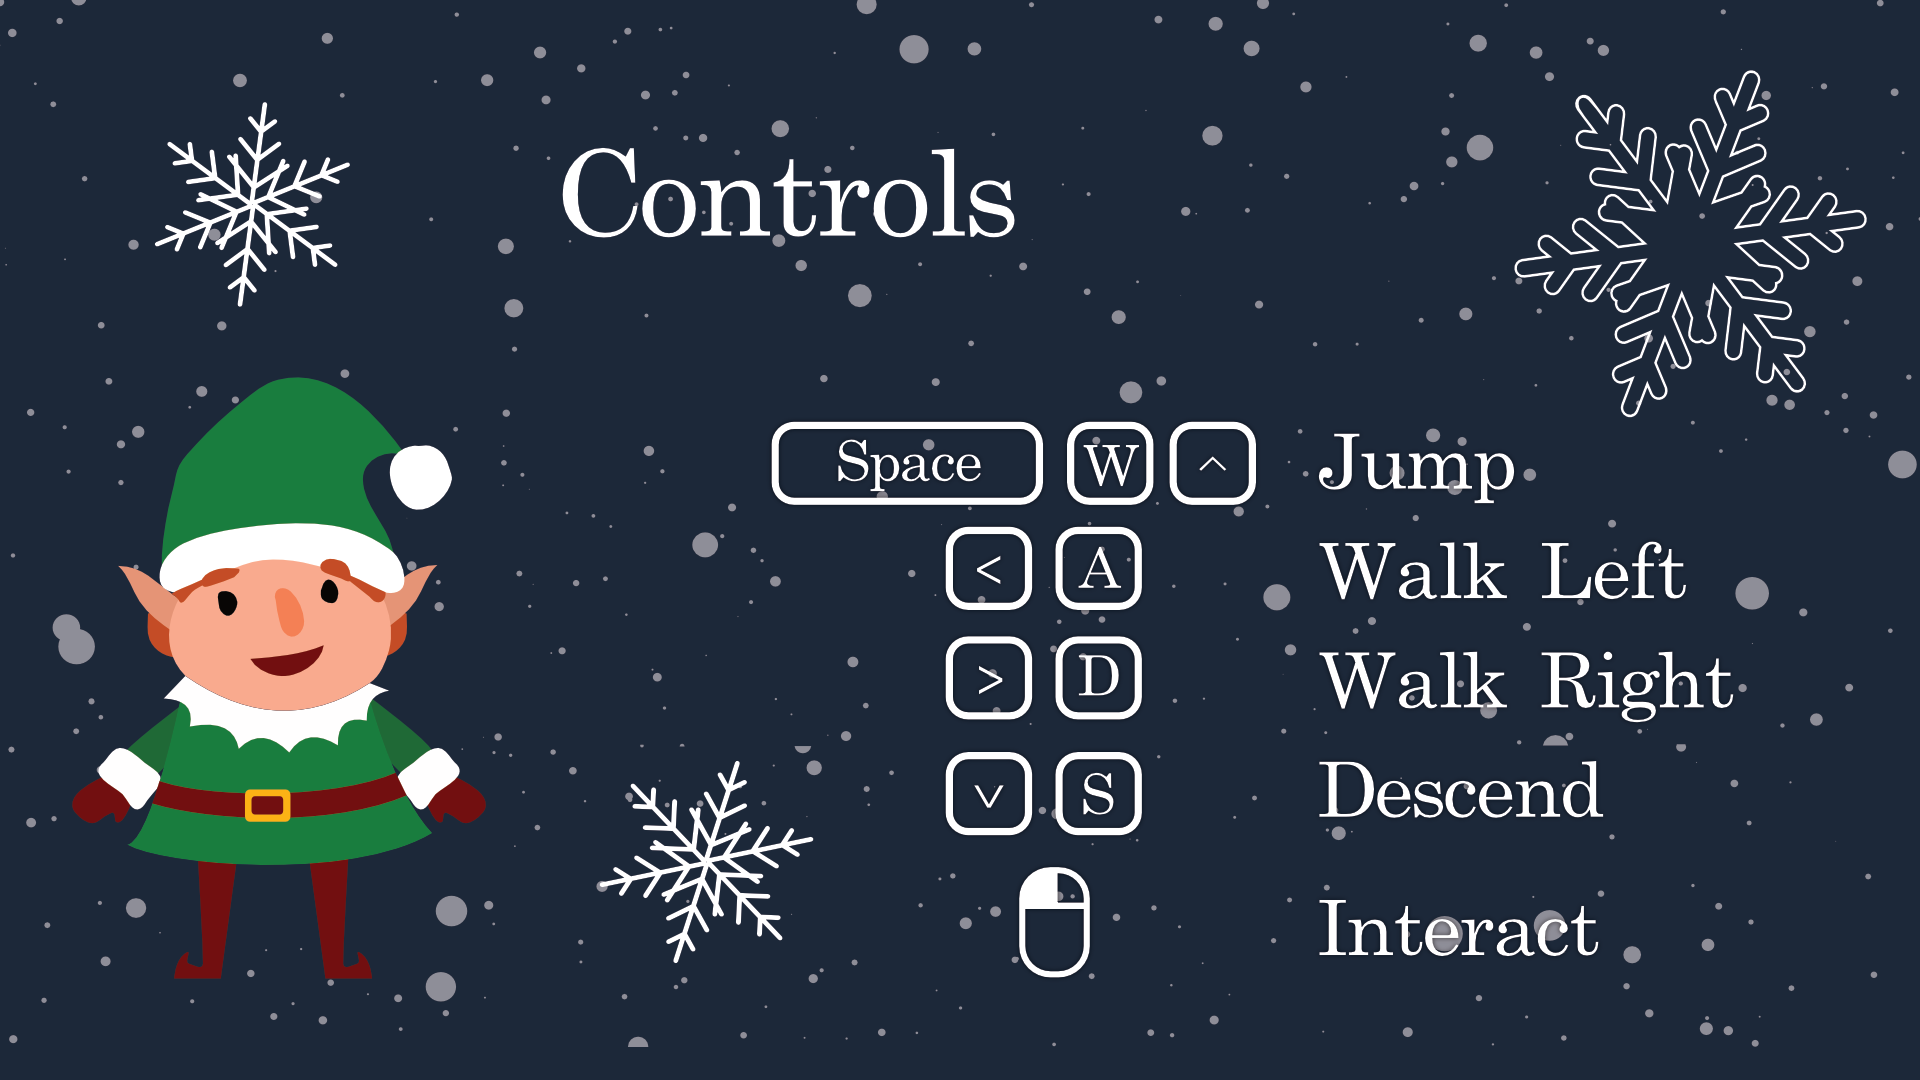 Controls
Space W ^ Jump
< A Walk Left
> D Walk Right
v S Descend
Interact